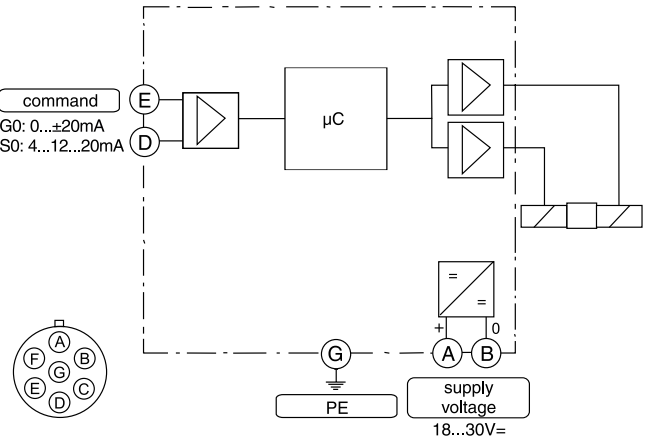 command
G0: 0...±20mA
S0: 4...12...20mA
E
D
µC
=
=
+
0
G
A
B
PE
supply
voltage
18...30V=
A
F
B
G
E
C
D